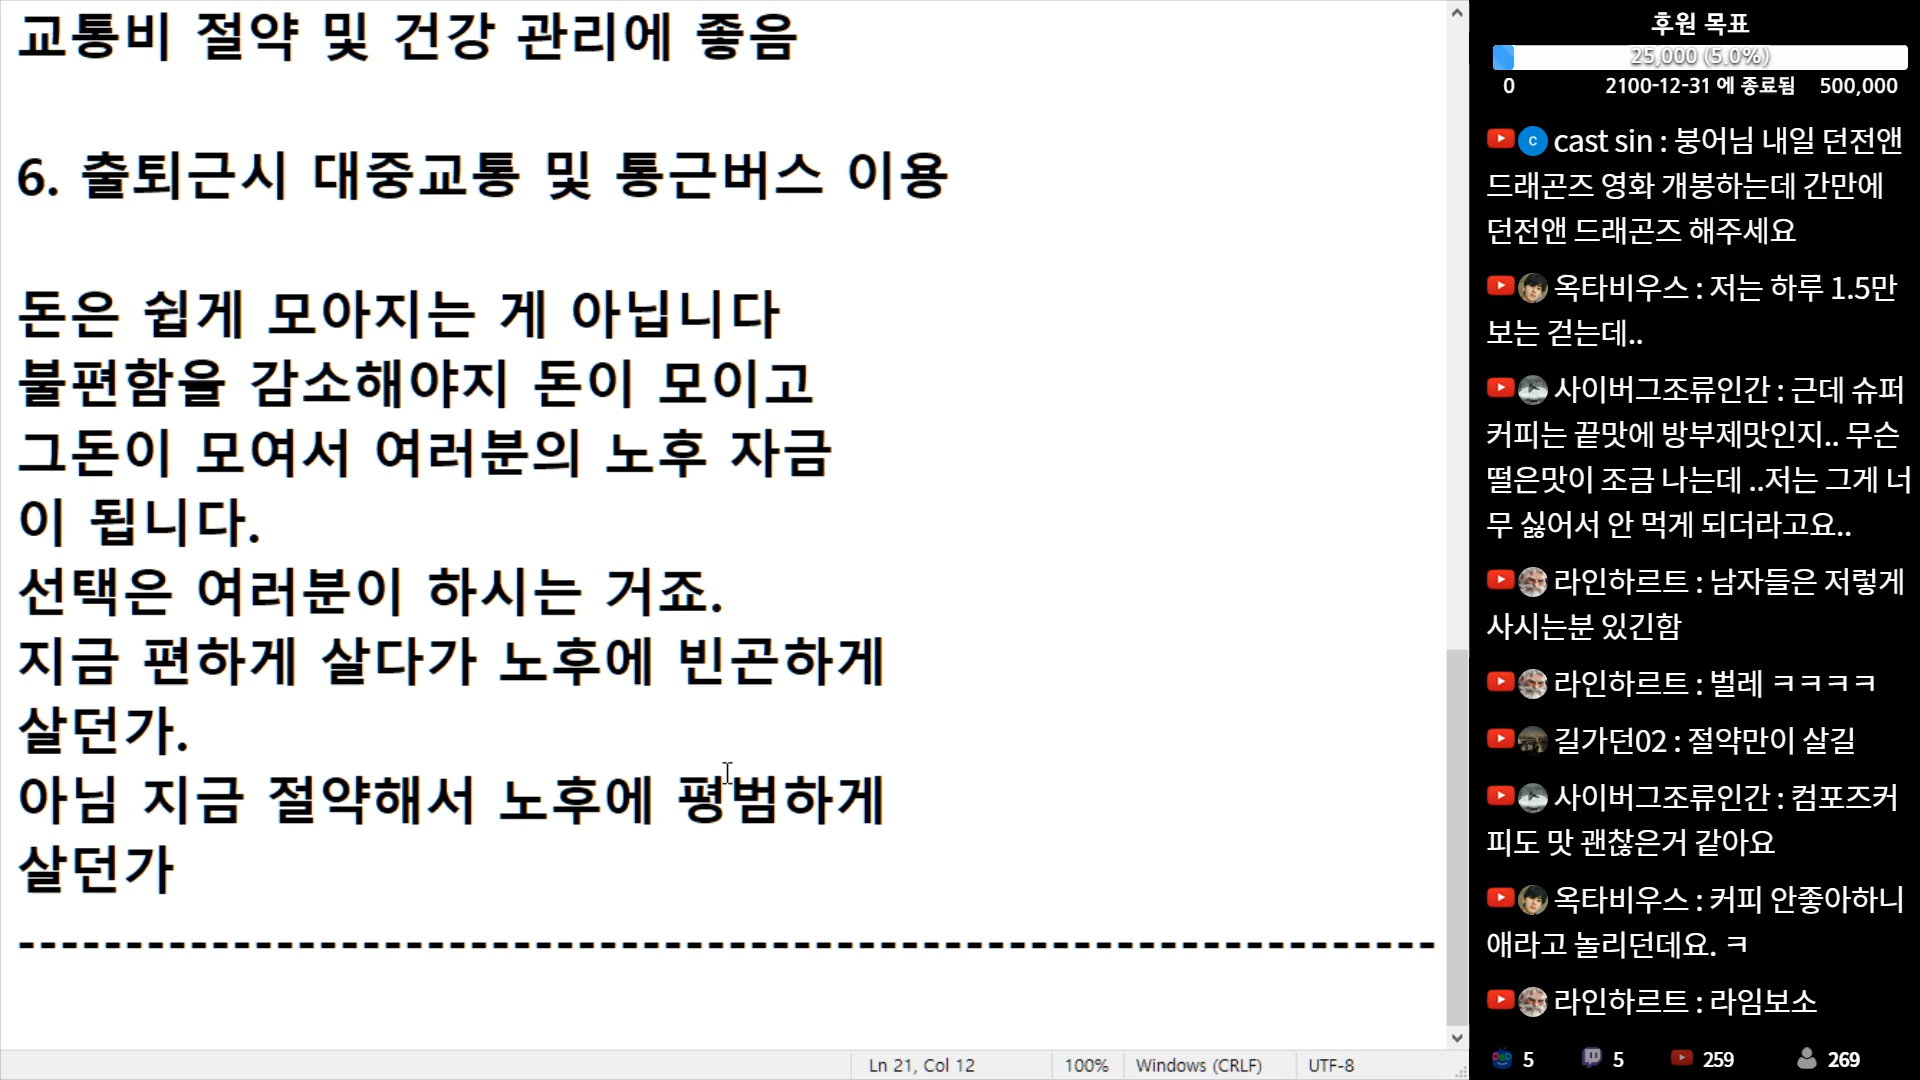 교통비 절약 및 건강 관리에 좋음
6. 출퇴근시 대중교통 및 통근버스 이용
돈은 쉽게 모아지는 게 아닙니다
불편함을 감소해야지 돈이 모이고
그돈이 모여서 여러분의 노후 자금
이 됩니다.
선택은 여러분이 하시는 거죠.
지금 편하게 살다가 노후에 빈곤하게
살던가.
아님 지금 절약해서 노후에 평범하게
살던가
------------------------------------------------------------------
Ln 21, Col 12
100%
Windows (CRLF)
UTF-8
후원 목표
25,000 (5.0%)
0 2100-12-31 에 종료됨 500,000
C cast sin : 붕어님 내일 던전앤
드래곤즈 영화 개봉하는데 간만에
던전앤 드래곤즈 해주세요
옥타비우스 : 저는 하루 1.5만
보는 걷는데..
사이버그조류인간 : 근데 슈퍼
커피는 끝맛에 방부제맛인지.. 무슨
떨은맛이 조금 나는데 ..저는 그게 너
무 싫어서 안 먹게 되더라고요..
라인하르트 : 남자들은 저렇게
사시는분 있긴함
라인하르트 : 벌레 ㅋㅋㅋㅋ
길가던02 : 절약만이 살길
사이버그조류인간 : 컴포즈커
피도 맛 괜찮은거 같아요
옥타비우스 : 커피 안좋아하니
애라고 놀리던데요. ㅋ
라인하르트 : 라임보소
5 5 259 269